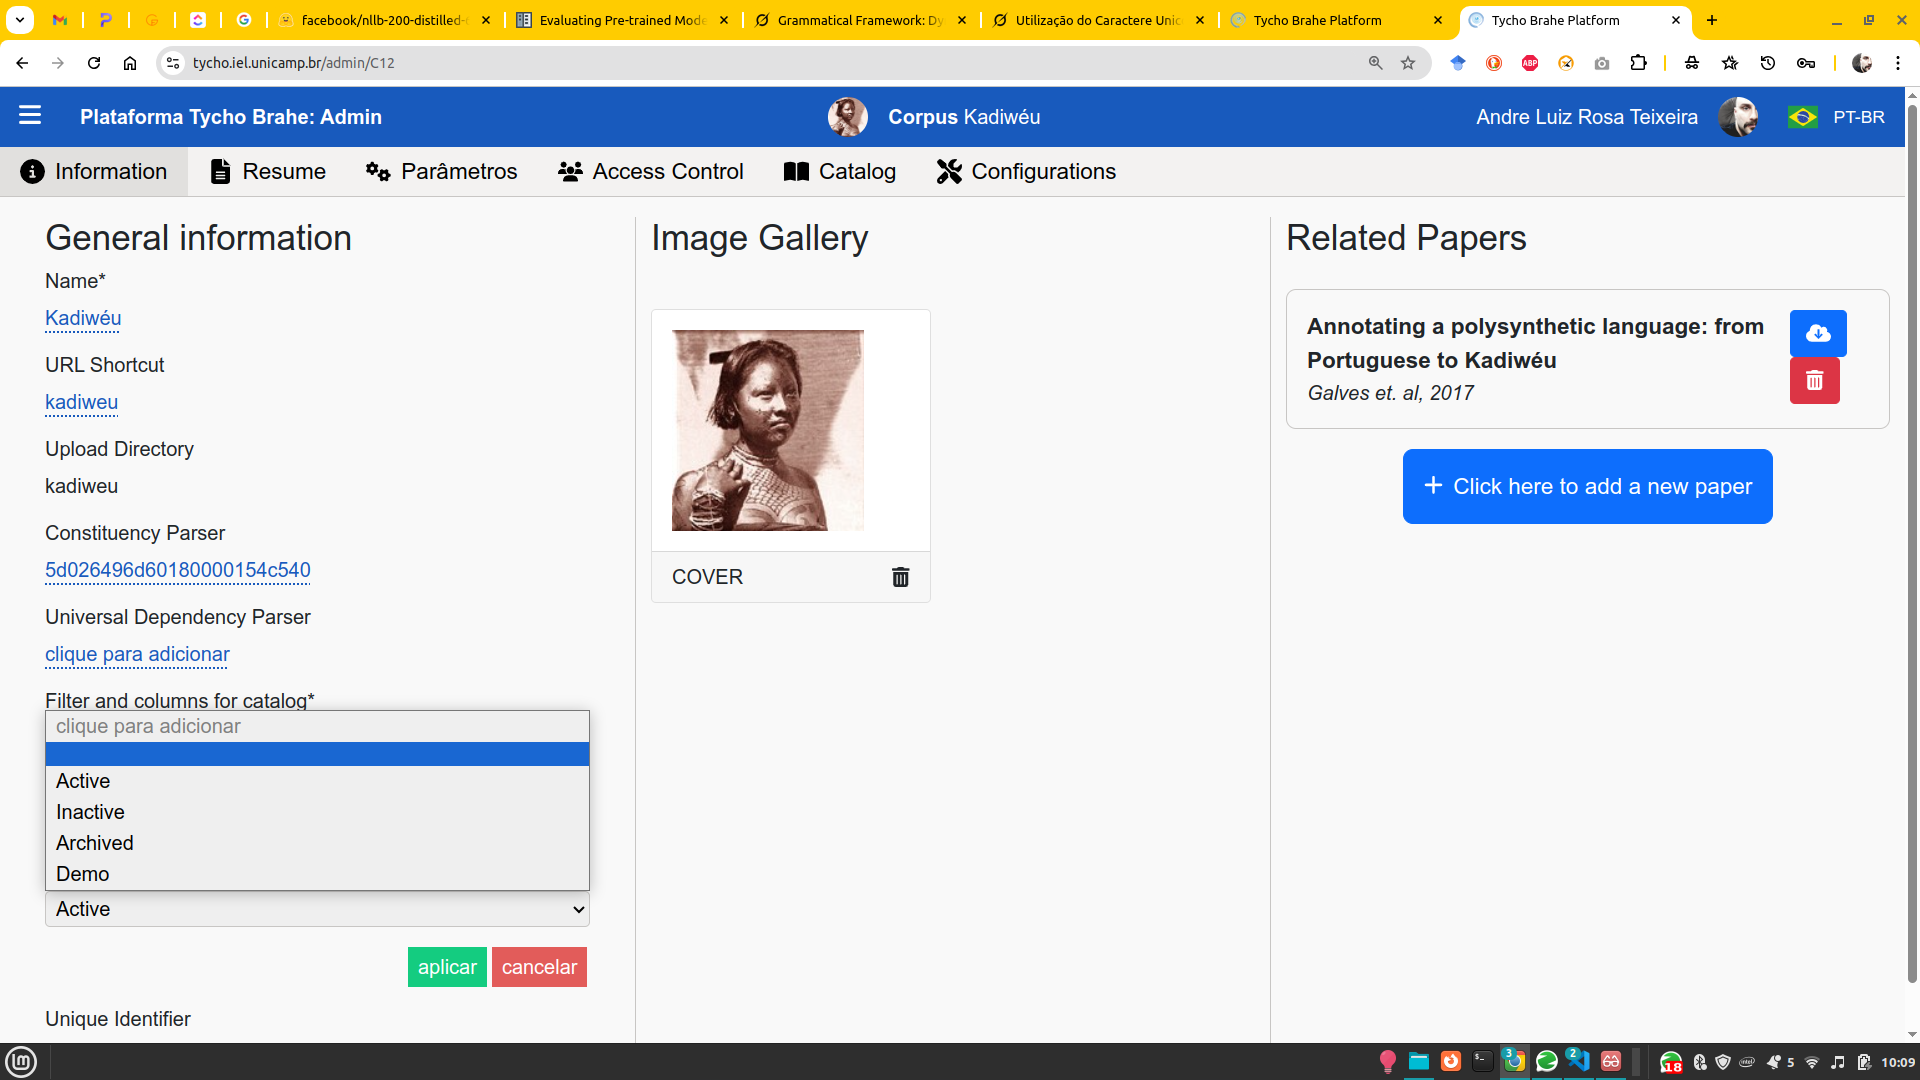 facebook/nllb-200-distilled-
Evaluating Pre-trained Mode
Grammatical Framework: Dy
Utilização do Caractere Unic
Tycho Brahe Platform
Tycho Brahe Platform
tycho.iel.unicamp.br/admin/C12
Plataforma Tycho Brahe: Admin
Corpus Kadiwéu
Andre Luiz Rosa Teixeira
PT-BR
Information
Resume
Parâmetros
Access Control
Catalog
Configurations
General information
Name*
Kadiwéu
URL Shortcut
kadiweu
Upload Directory
kadiweu
Constituency Parser
5d026496d60180000154c540
Universal Dependency Parser
clique para adicionar
Filter and columns for catalog*
clique para adicionar
Active
Inactive
Archived
Demo
Active
aplicar
cancelar
Unique Identifier
Image Gallery
COVER
Related Papers
Annotating a polysynthetic language: from
Portuguese to Kadiwéu
Galves et. al, 2017
+ Click here to add a new paper
3
2
18
5
10:09